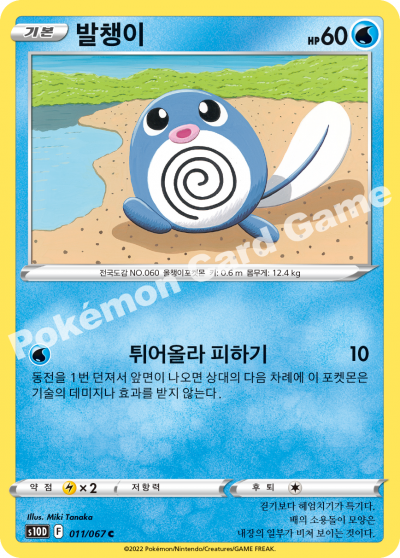 기본 발챙이 HP 60
전국도감 NO.060 올챙이포켓몬 키: 0.6 m 몸무게: 12.4 kg
Pokémon Card Game
튀어올라 피하기 10
동전을 1번 던져서 앞면이 나오면 상대의 다음 차례에 이 포켓몬은
기술의 데미지나 효과를 받지 않는다.
약점 ×2 저항력 후퇴
Illus. Miki Tanaka
s10D F 011/067 C
걷기보다 헤엄치기가 특기다.
배의 소용돌이 모양은
내장의 일부가 비쳐 보이는 것이다.
©2022 Pokémon/Nintendo/Creatures/GAME FREAK.